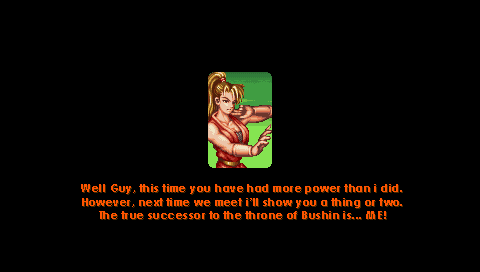 Well Guy, this time you have had more power than i did.
However, next time we meet i'll show you a thing or two.
The true successor to the throne of Bushin is... ME!